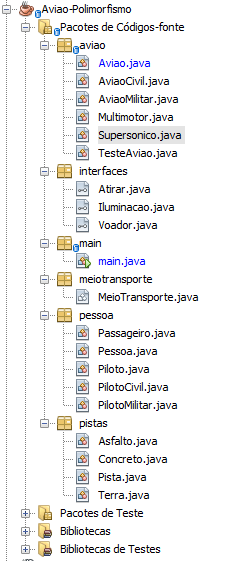 Aviao-Polimorfismo
Pacotes de Códigos-fonte
aviao
Aviao.java
AviaoCivil.java
AviaoMilitar.java
Multimotor.java
Supersonico.java
TesteAviao.java
interfaces
Atirar.java
Iluminacao.java
Voador.java
main
main.java
meiotransporte
MeioTransporte.java
pessoa
Passageiro.java
Pessoa.java
Piloto.java
PilotoCivil.java
PilotoMilitar.java
pistas
Asfalto.java
Concreto.java
Pista.java
Terra.java
Pacotes de Teste
Bibliotecas
Bibliotecas de Testes